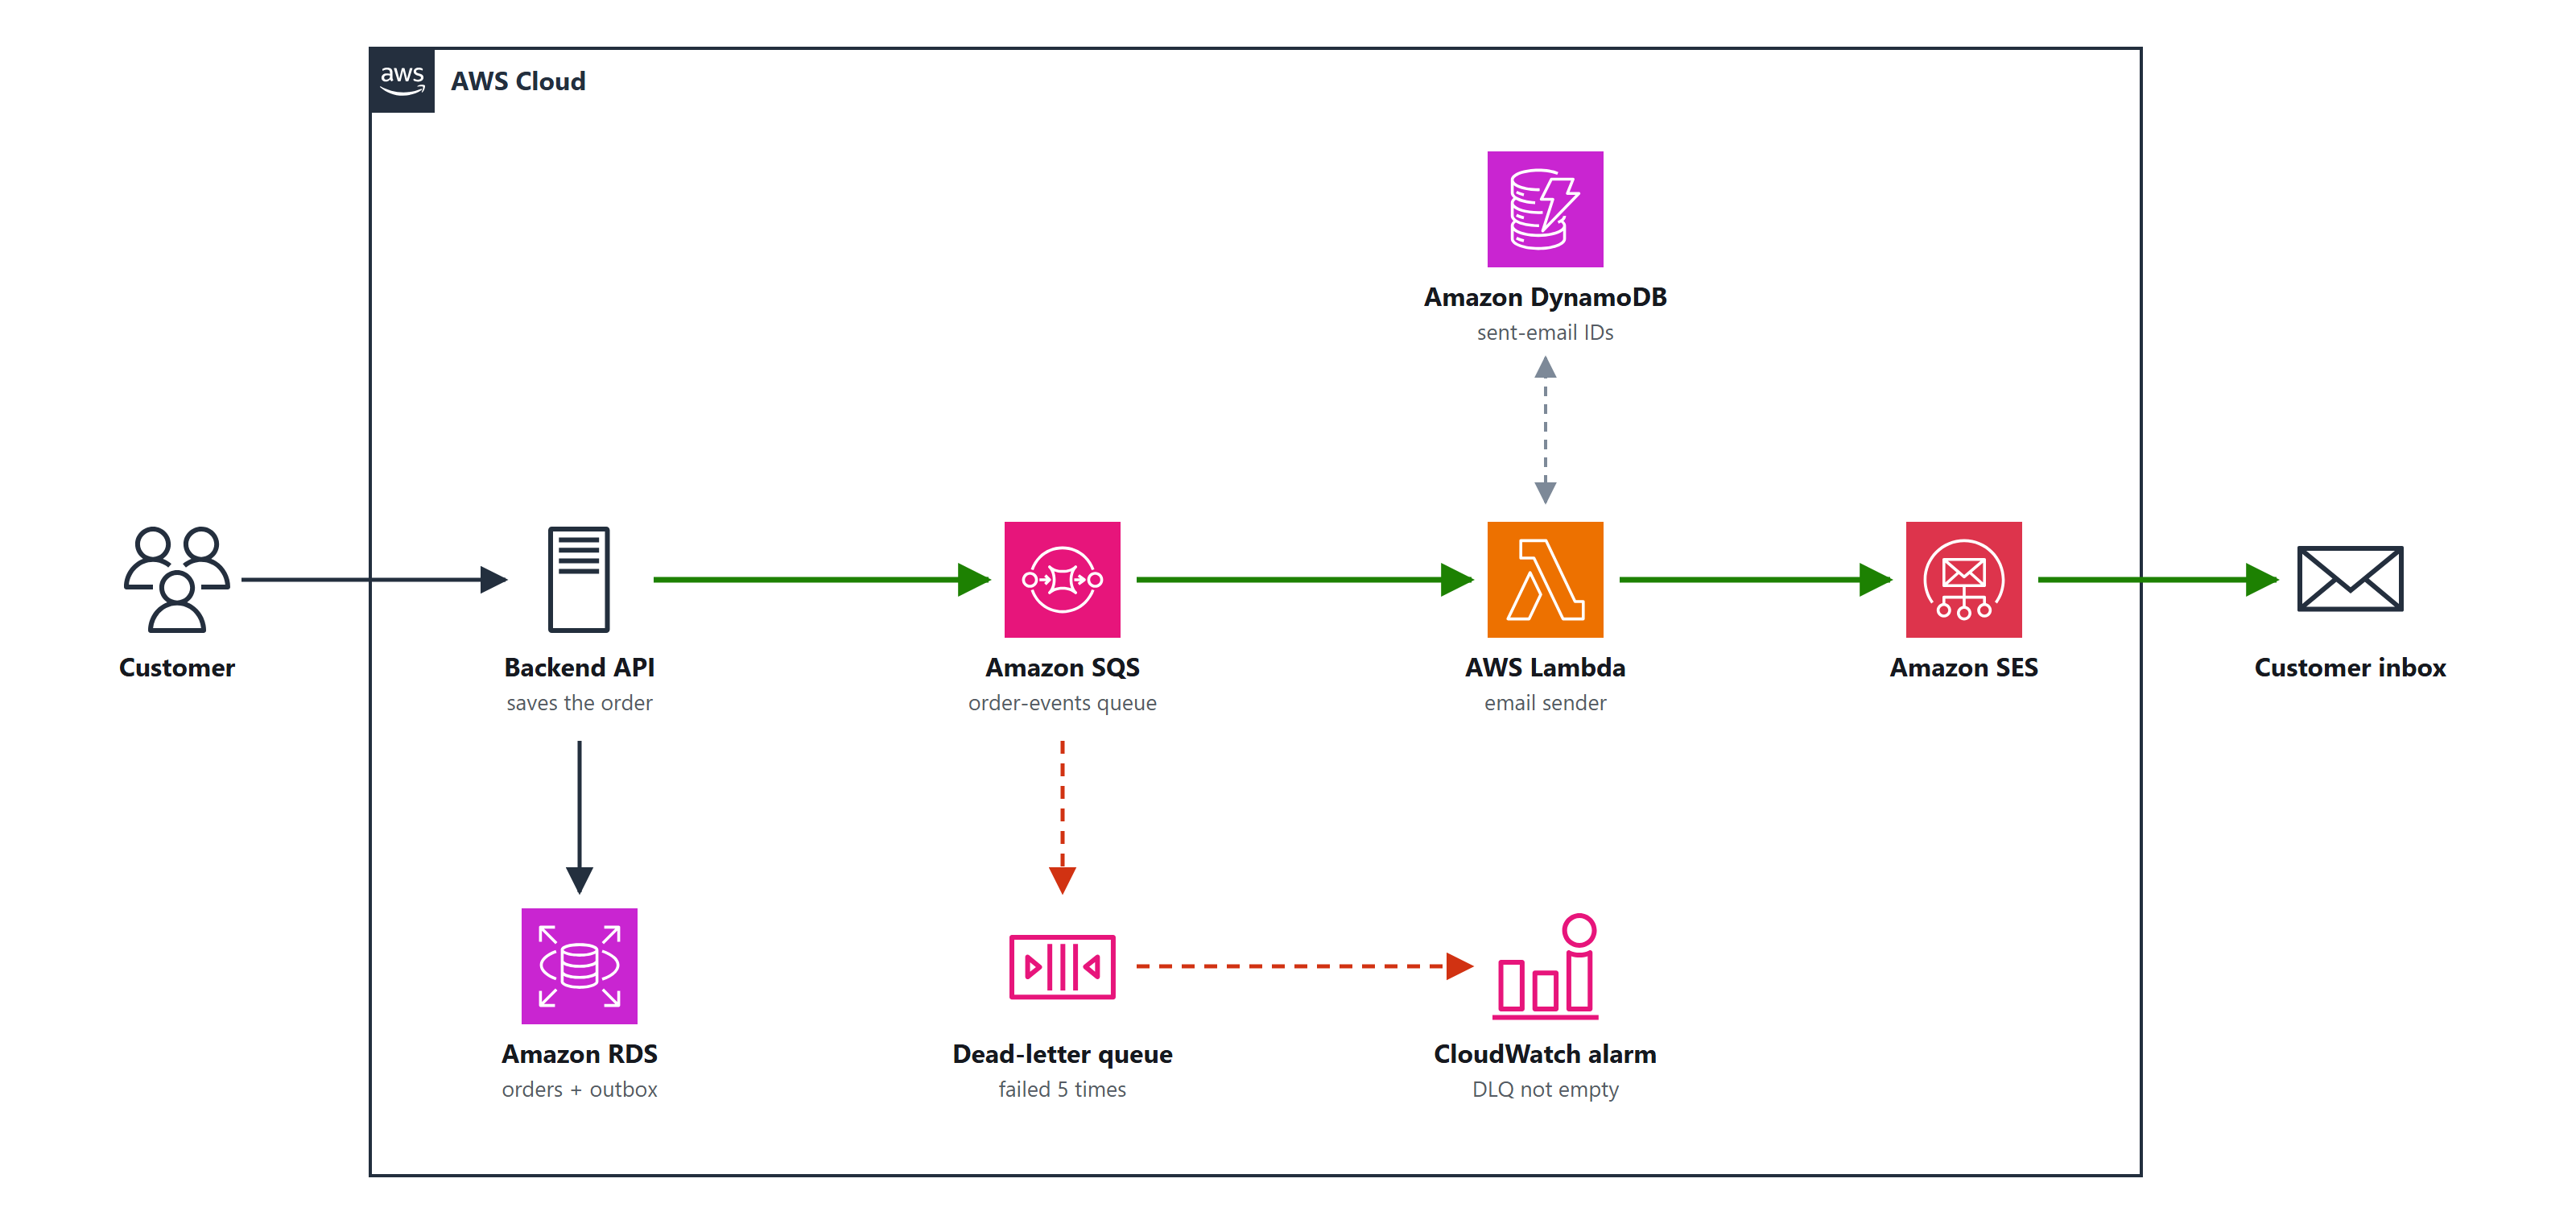 aws
AWS Cloud
Amazon DynamoDB
sent-email IDs
Customer
Backend API
saves the order
Amazon SQS
order-events queue
AWS Lambda
email sender
Amazon SES
Customer inbox
Amazon RDS
orders + outbox
Dead-letter queue
failed 5 times
CloudWatch alarm
DLQ not empty